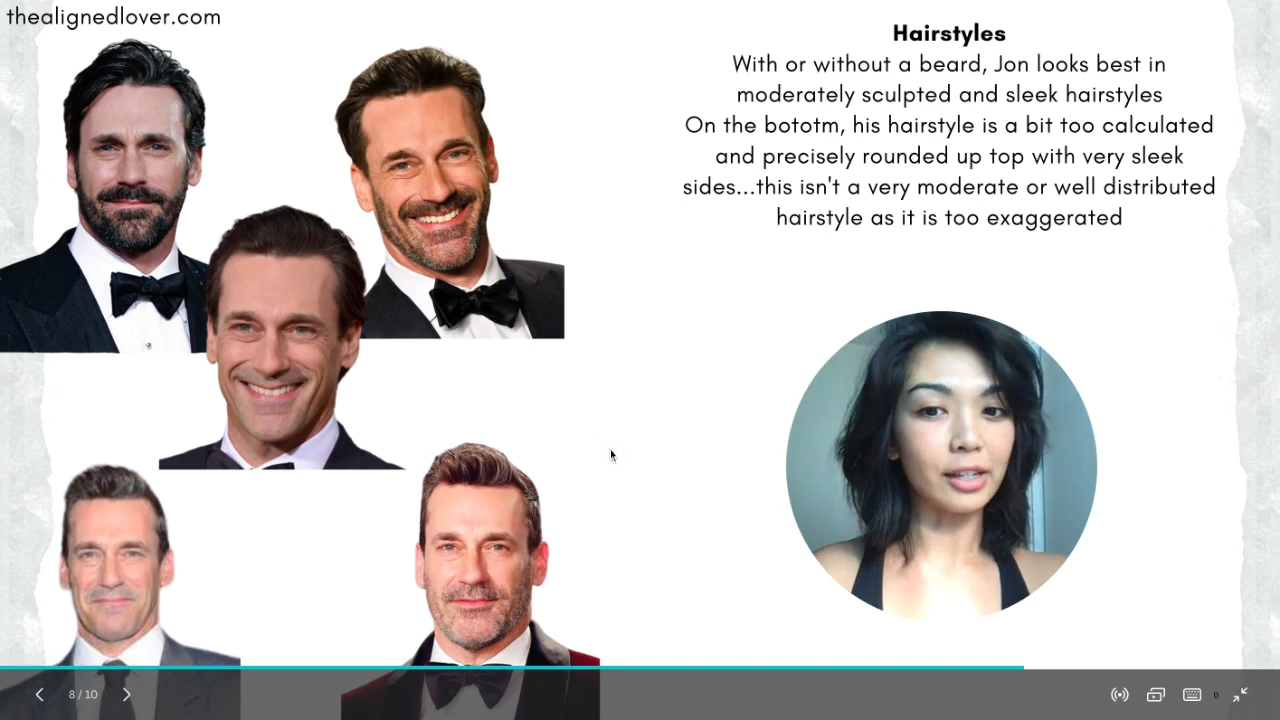 thealignedlover.com
Hairstyles
With or without a beard, Jon looks best in
moderately sculpted and sleek hairstyles
On the bototm, his hairstyle is a bit too calculated
and precisely rounded up top with very sleek
sides...this isn't a very moderate or well distributed
hairstyle as it is too exaggerated
8 / 10
0